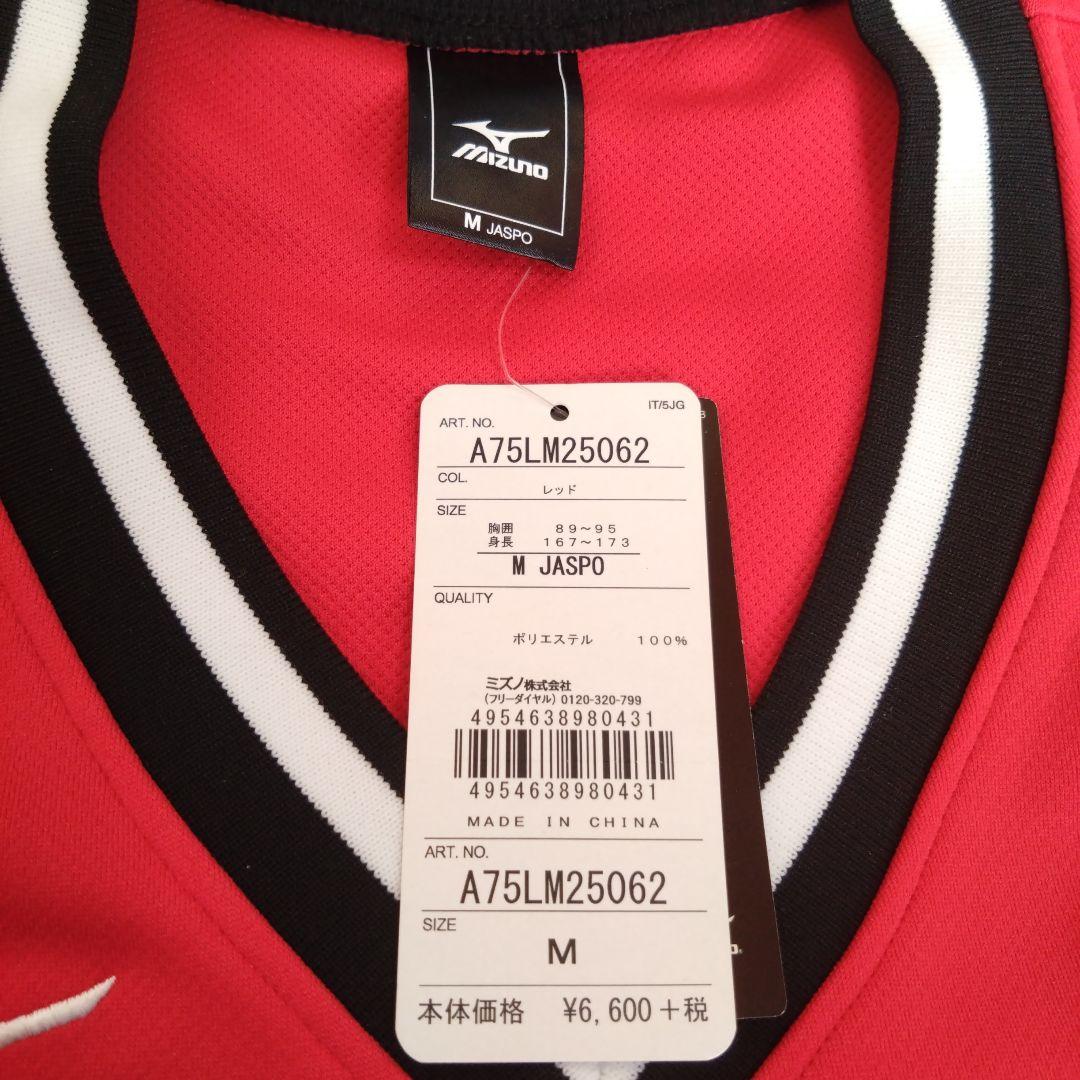 MIZUNO
M JASPO
IT/5JG
ART. NO.
A75LM25062
COL.
レッド
SIZE
胸囲 89～95
身長 167～173
M JASPO
QUALITY
ポリエステル 100%
ミズノ株式会社
(フリーダイヤル) 0120-320-799
4954638980431
4954638980431
MADE IN CHINA
ART. NO.
A75LM25062
SIZE
M
本体価格 ¥6,600+税